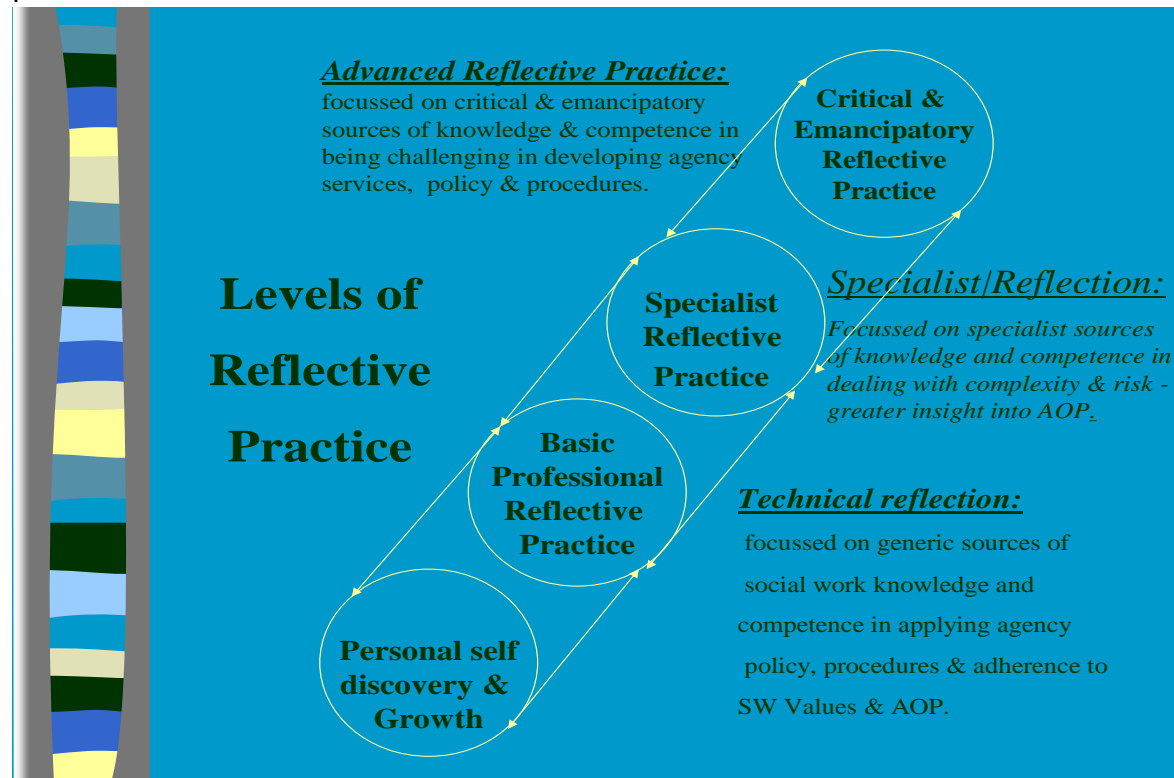 Advanced Reflective Practice:
focussed on critical & emancipatory
sources of knowledge & competence in
being challenging in developing agency
services, policy & procedures.
Critical &
Emancipatory
Reflective
Practice
Levels of
Reflective
Practice
Specialist
Reflective
Practice
Specialist/Reflection:
Focussed on specialist sources
of knowledge and competence in
dealing with complexity & risk -
greater insight into AOP.
Basic
Professional
Reflective
Practice
Technical reflection:
focussed on generic sources of
social work knowledge and
competence in applying agency
policy, procedures & adherence to
SW Values & AOP.
Personal self
discovery &
Growth